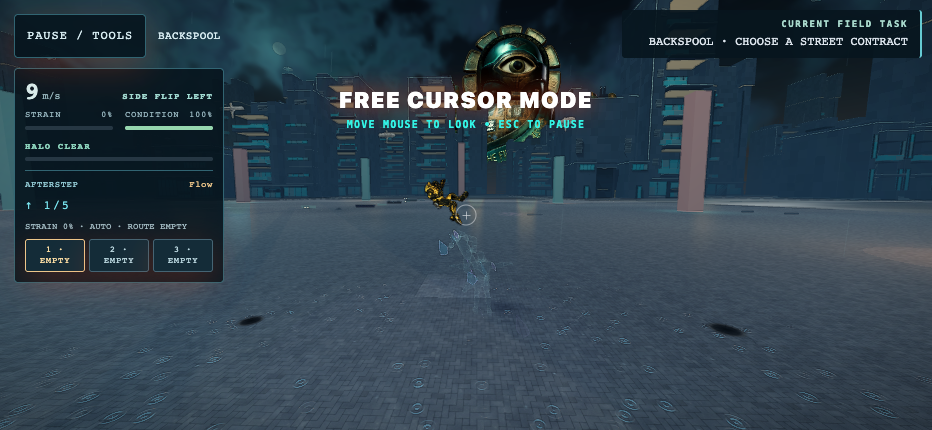 PAUSE / TOOLS
BACKSPOOL
CURRENT FIELD TASK
BACKSPOOL • CHOOSE A STREET CONTRACT
9 m/s
SIDE FLIP LEFT
STRAIN 0%
CONDITION 100%
HALO CLEAR
AFTERSTEP
Flow
↑ 1/5
STRAIN 0% • AUTO • ROUTE EMPTY
1 •
EMPTY
2 •
EMPTY
3 •
EMPTY
FREE CURSOR MODE
MOVE MOUSE TO LOOK • ESC TO PAUSE